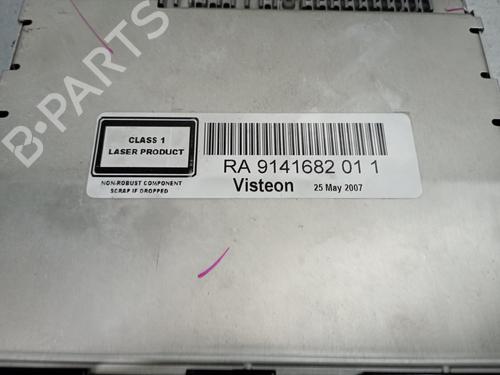 CLASS 1
LASER PRODUCT
NON-ROBUST COMPONENT
SCRAP IF DROPPED
RA 9141682 01 1
Visteon 25 May 2007
B-PARTS